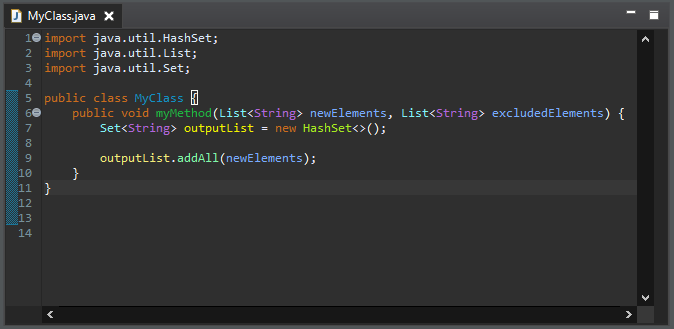 MyClass.java
1 import java.util.HashSet;
2 import java.util.List;
3 import java.util.Set;
4
5 public class MyClass {
6     public void myMethod(List<String> newElements, List<String> excludedElements) {
7         Set<String> outputList = new HashSet<>();
8
9         outputList.addAll(newElements);
10     }
11 }
12
13
14